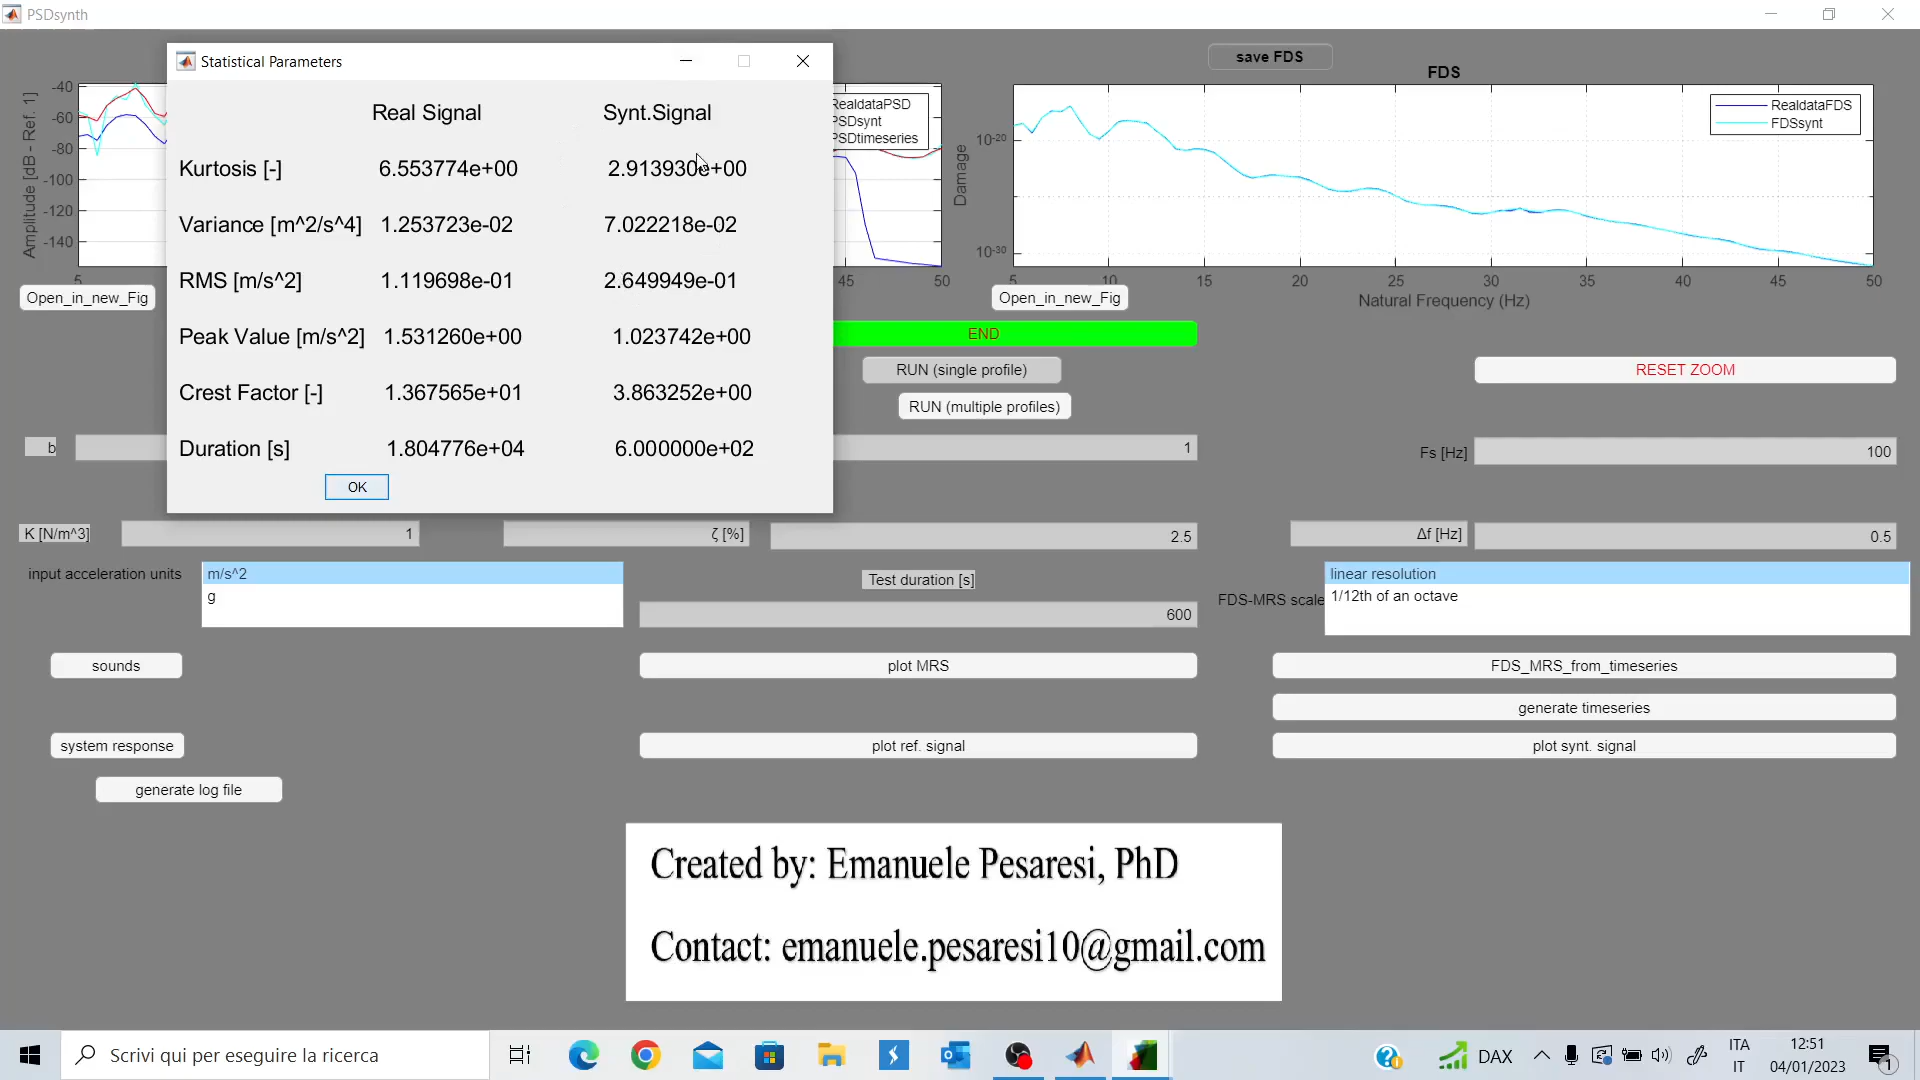 PSDsynth
Statistical Parameters
Real Signal Synt.Signal
Kurtosis [-] 6.553774e+00 2.913930e+00
Variance [m^2/s^4] 1.253723e-02 7.022218e-02
RMS [m/s^2] 1.119698e-01 2.649949e-01
Peak Value [m/s^2] 1.531260e+00 1.023742e+00
Crest Factor [-] 1.367565e+01 3.863252e+00
Duration [s] 1.804776e+04 6.000000e+02
OK
Amplitude [dB - Ref. 1]
-40
-60
-80
-100
-120
-140
5 45 50
RealdataPSD
PSDsynt
PSDtimeseries
save FDS
FDS
RealdataFDS
FDSsynt
Damage
10-20
10-30
5 10 15 20 25 30 35 40 45 50
Natural Frequency (Hz)
Open_in_new_Fig
Open_in_new_Fig
END
RUN (single profile)
RESET ZOOM
RUN (multiple profiles)
b 1 Fs [Hz] 100
K [N/m^3] 1 ζ [%] 2.5 Δf [Hz] 0.5
input acceleration units
m/s^2
g
Test duration [s]
600
FDS-MRS scale
linear resolution
1/12th of an octave
sounds plot MRS FDS_MRS_from_timeseries
generate timeseries
system response plot ref. signal plot synt. signal
generate log file
Created by: Emanuele Pesaresi, PhD
Contact: emanuele.pesaresi10@gmail.com
Scrivi qui per eseguire la ricerca
DAX
ITA
IT
12:51
04/01/2023
1